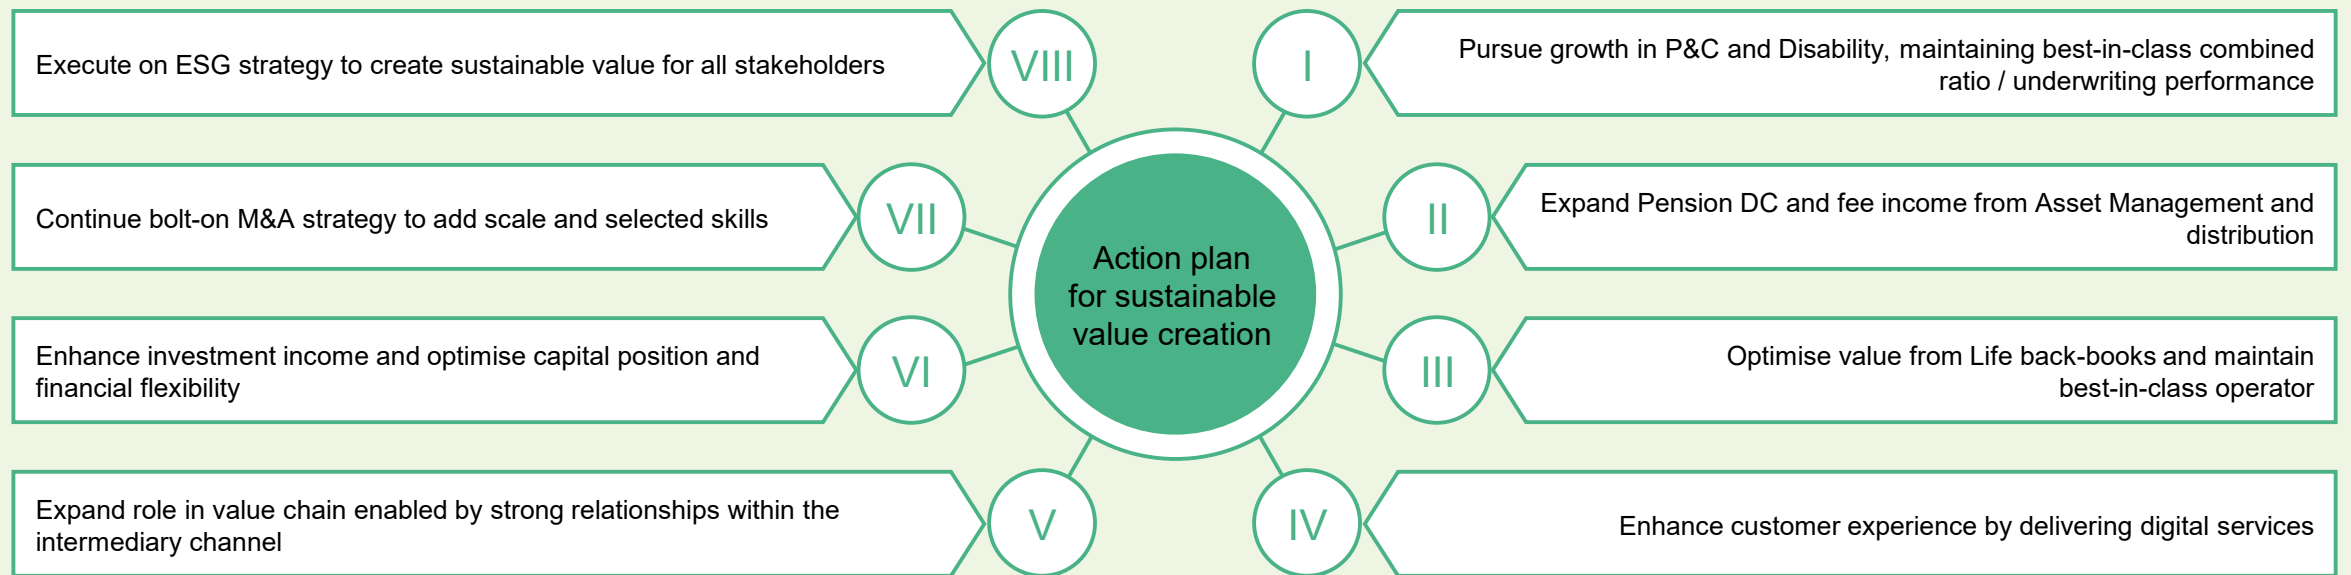 Execute on ESG strategy to create sustainable value for all stakeholders
VIII
I
Pursue growth in P&C and Disability, maintaining best-in-class combined
ratio / underwriting performance
Continue bolt-on M&A strategy to add scale and selected skills
VII
II
Expand Pension DC and fee income from Asset Management and
distribution
Action plan
for sustainable
value creation
Enhance investment income and optimise capital position and
financial flexibility
VI
III
Optimise value from Life back-books and maintain
best-in-class operator
Expand role in value chain enabled by strong relationships within the
intermediary channel
V
IV
Enhance customer experience by delivering digital services